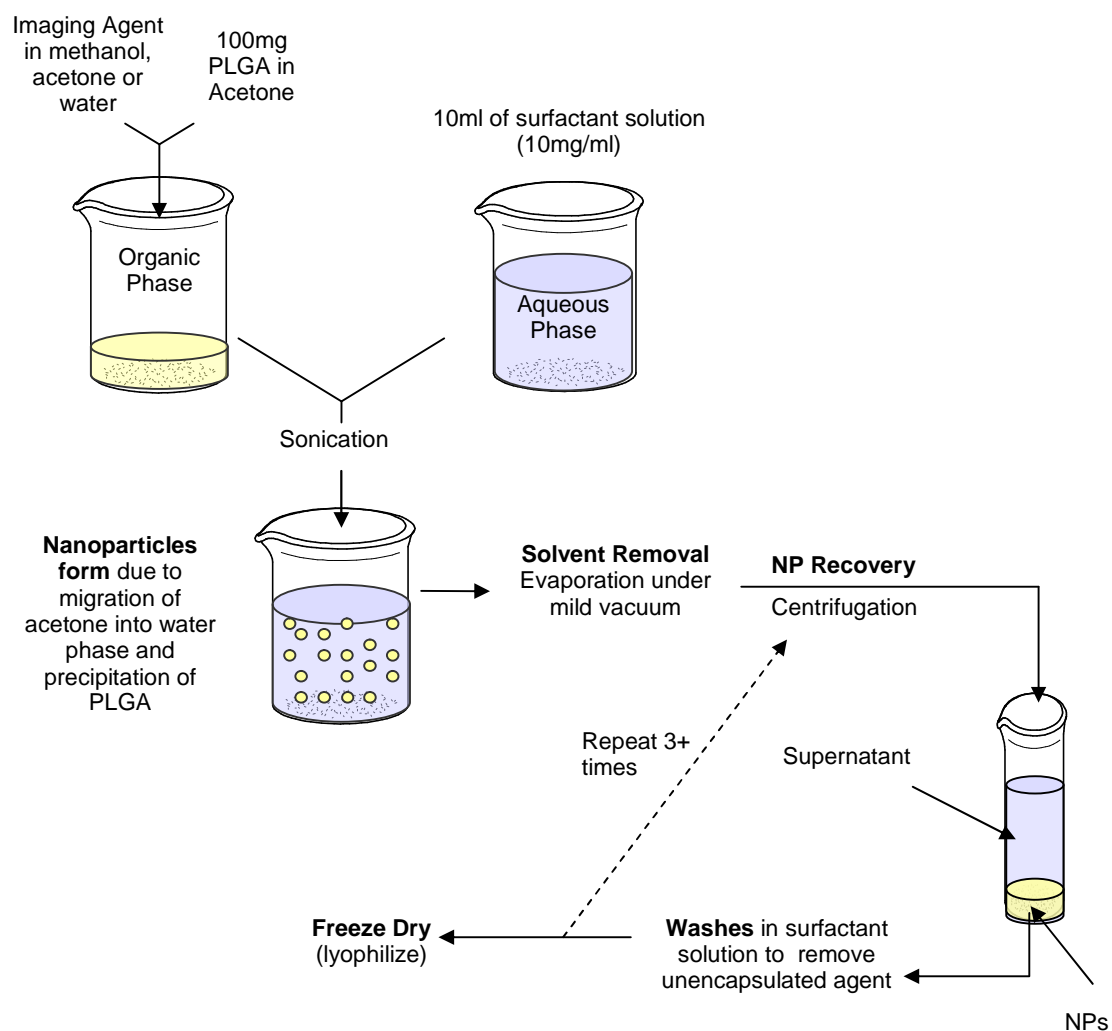 Imaging Agent
in methanol,
acetone or
water
100mg
PLGA in
Acetone
10ml of surfactant solution
(10mg/ml)
Organic
Phase
Aqueous
Phase
Sonication
Nanoparticles
form due to
migration of
acetone into water
phase and
precipitation of
PLGA
Solvent Removal
Evaporation under
mild vacuum
NP Recovery
Centrifugation
Repeat 3+
times
Supernatant
Freeze Dry
(lyophilize)
Washes in surfactant
solution to remove
unencapsulated agent
NPs